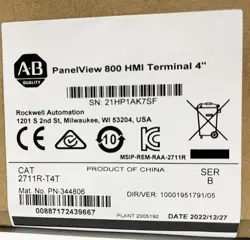 A-B
QUALITY
PanelView 800 HMI Terminal 4"
SN: 21HP1AK7SF
Rockwell Automation
1201 S 2nd St, Milwaukee, WI 53204, USA
10
MSIP-REM-RAA-2711R
CAT
2711R-T4T
PRODUCT OF CHINA
SER
B
Mat. No. PN-344806
DIR/VER: 10001951791/05
00887172439667
PLANT 2005192
DATE 2022/12/27